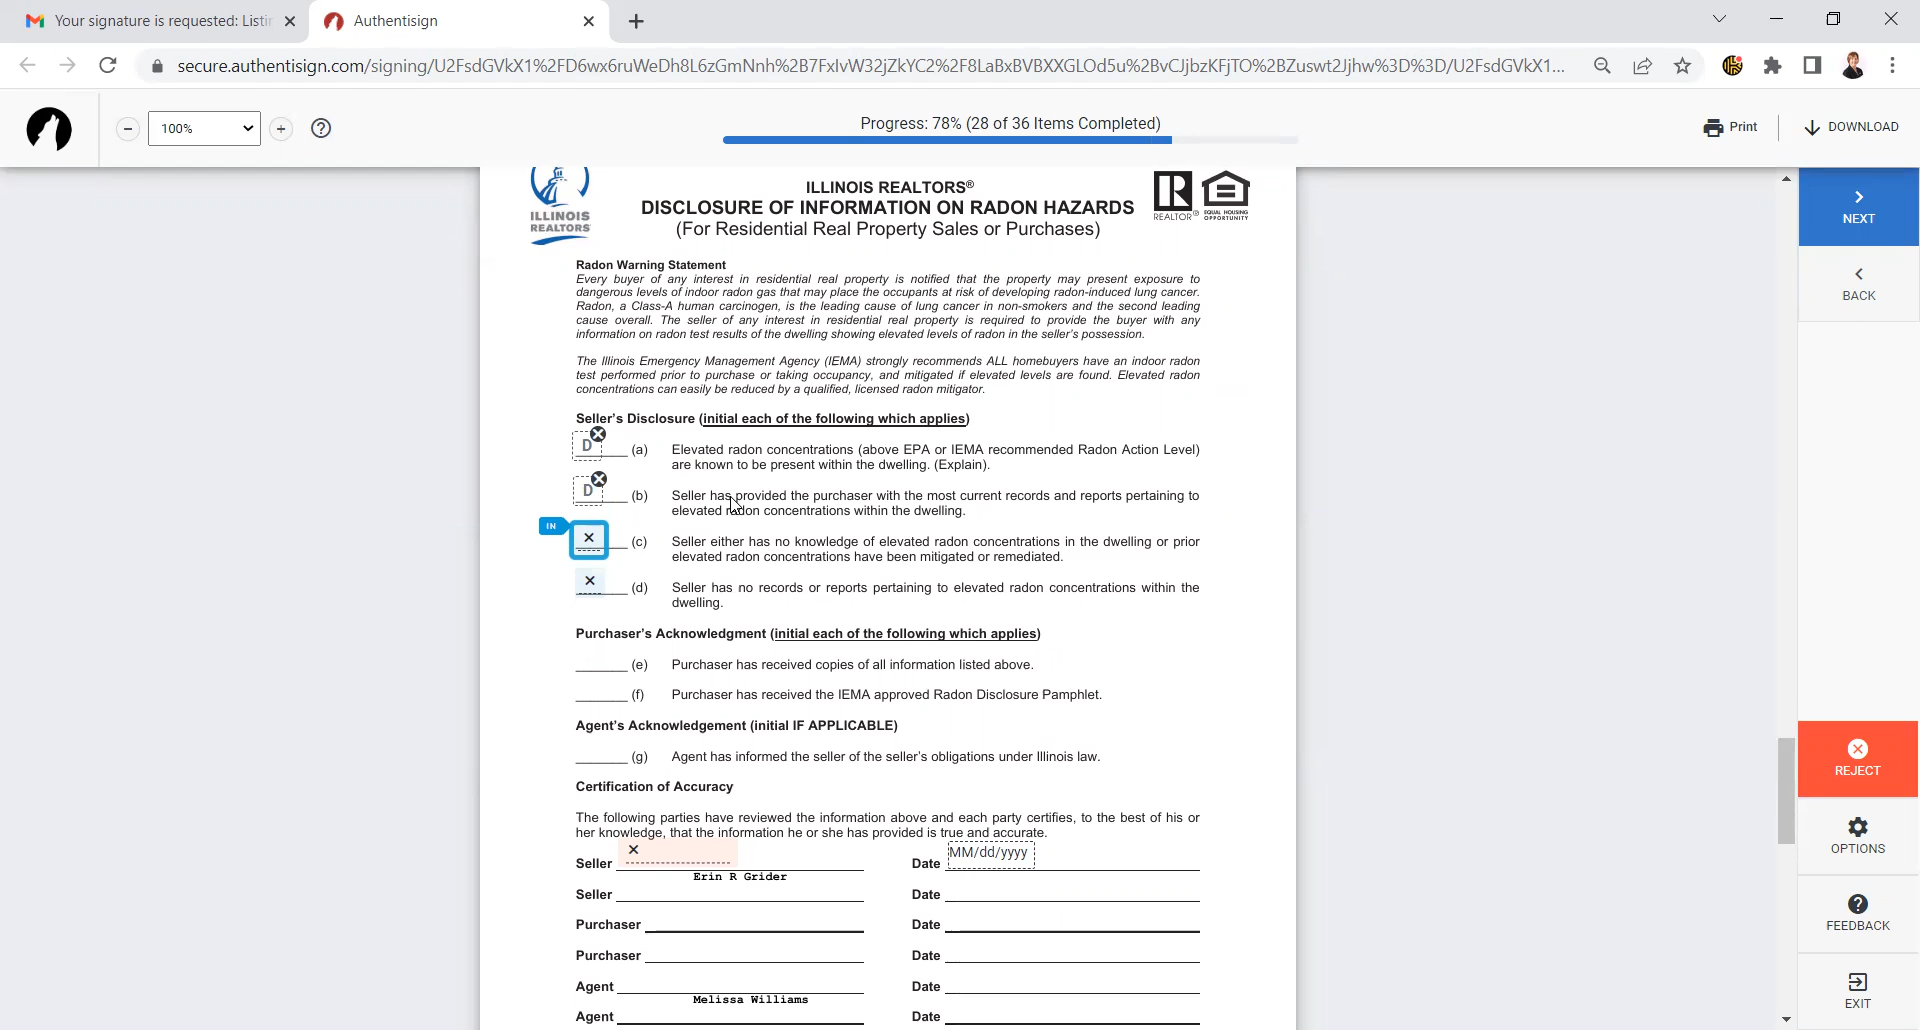 Your signature is requested: Listin
Authentisign
secure.authentisign.com/signing/U2FsdGVkX1%2FD6wx6ruWeDh8L6zGmNnh%2B7FxIvW32jZkYC2%2F8LaBxBVBXXGLOd5u%2BvCJjbzKFjTO%2BZuswt2Jjhw%3D%3D/U2FsdGVkX1...
100%
Progress: 78% (28 of 36 Items Completed)
Print
DOWNLOAD
NEXT
BACK
REJECT
OPTIONS
FEEDBACK
EXIT
ILLINOIS
REALTORS
ILLINOIS REALTORS®
DISCLOSURE OF INFORMATION ON RADON HAZARDS
(For Residential Real Property Sales or Purchases)
REALTOR®
EQUAL HOUSING
OPPORTUNITY
Radon Warning Statement
Every buyer of any interest in residential real property is notified that the property may present exposure to
dangerous levels of indoor radon gas that may place the occupants at risk of developing radon-induced lung cancer.
Radon, a Class-A human carcinogen, is the leading cause of lung cancer in non-smokers and the second leading
cause overall. The seller of any interest in residential real property is required to provide the buyer with any
information on radon test results of the dwelling showing elevated levels of radon in the seller's possession.
The Illinois Emergency Management Agency (IEMA) strongly recommends ALL homebuyers have an indoor radon
test performed prior to purchase or taking occupancy, and mitigated if elevated levels are found. Elevated radon
concentrations can easily be reduced by a qualified, licensed radon mitigator.
Seller's Disclosure (initial each of the following which applies)
D (a) Elevated radon concentrations (above EPA or IEMA recommended Radon Action Level)
are known to be present within the dwelling. (Explain).
D (b) Seller has provided the purchaser with the most current records and reports pertaining to
elevated radon concentrations within the dwelling.
IN
(c) Seller either has no knowledge of elevated radon concentrations in the dwelling or prior
elevated radon concentrations have been mitigated or remediated.
(d) Seller has no records or reports pertaining to elevated radon concentrations within the
dwelling.
Purchaser's Acknowledgment (initial each of the following which applies)
(e) Purchaser has received copies of all information listed above.
(f) Purchaser has received the IEMA approved Radon Disclosure Pamphlet.
Agent's Acknowledgement (initial IF APPLICABLE)
(g) Agent has informed the seller of the seller's obligations under Illinois law.
Certification of Accuracy
The following parties have reviewed the information above and each party certifies, to the best of his or
her knowledge, that the information he or she has provided is true and accurate.
Seller Date MM/dd/yyyy
Erin R Grider
Seller Date
Purchaser Date
Purchaser Date
Agent Date
Melissa Williams
Agent Date